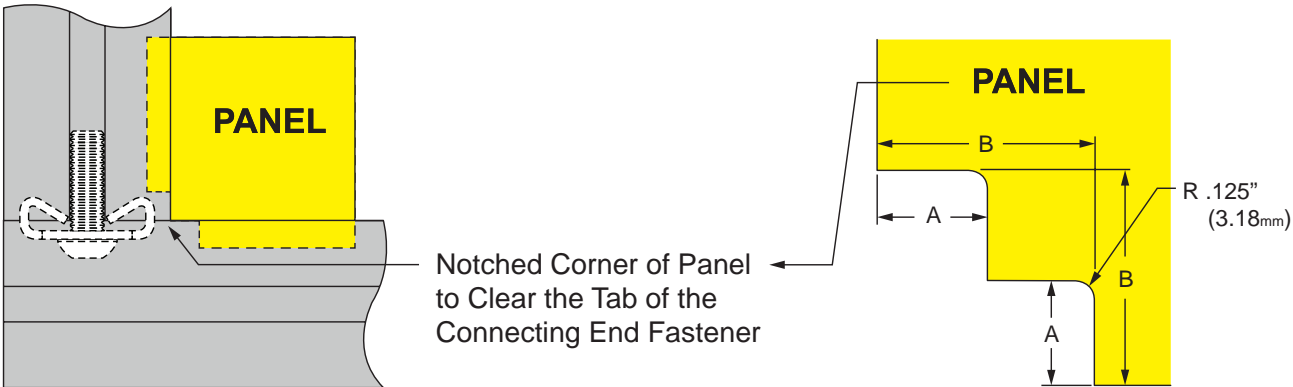 PANEL
Notched Corner of Panel
to Clear the Tab of the
Connecting End Fastener
PANEL
B
A
R .125”
(3.18mm)
B
A